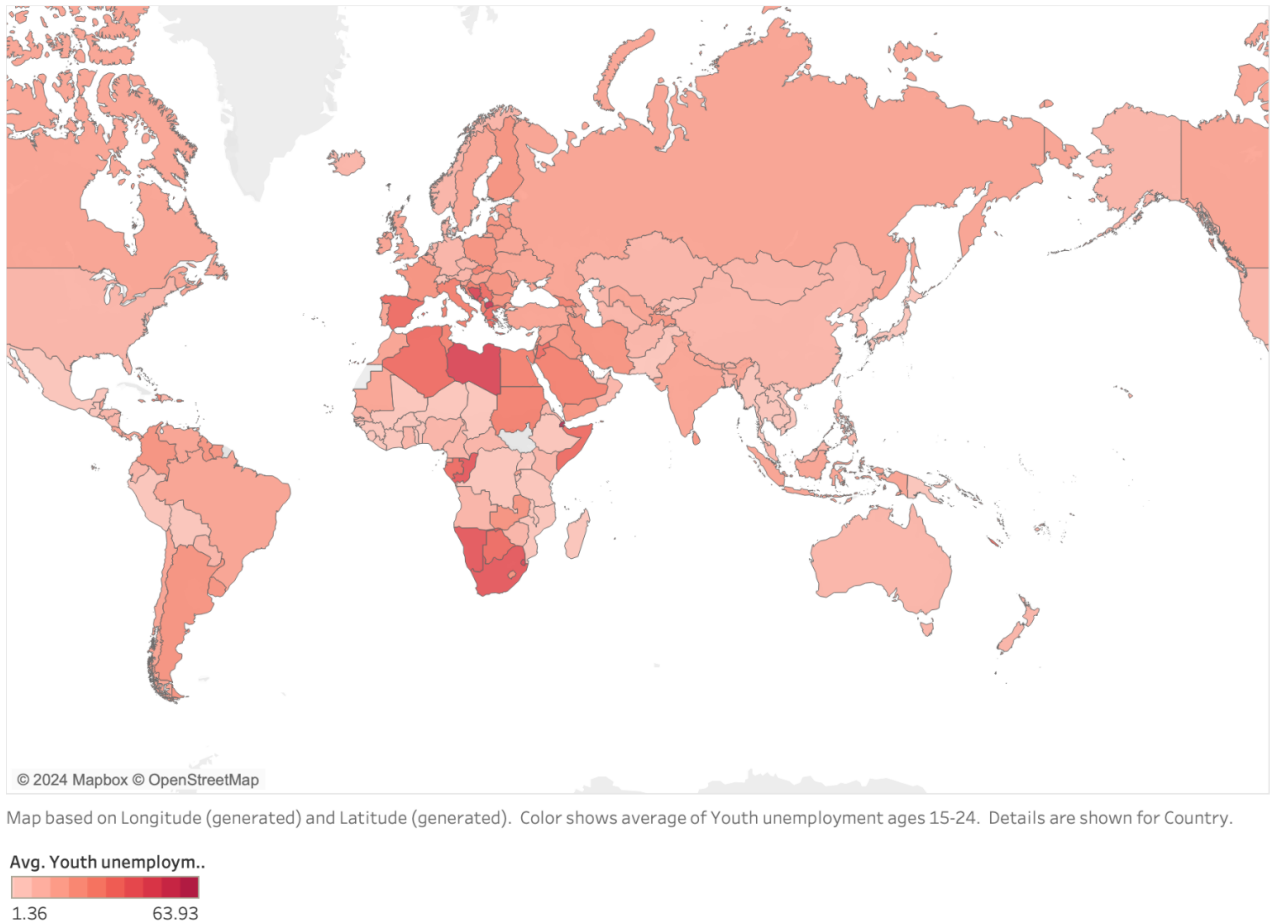 © 2024 Mapbox © OpenStreetMap
Map based on Longitude (generated) and Latitude (generated). Color shows average of Youth unemployment ages 15-24. Details are shown for Country.
Avg. Youth unemploym..
1.36 63.93